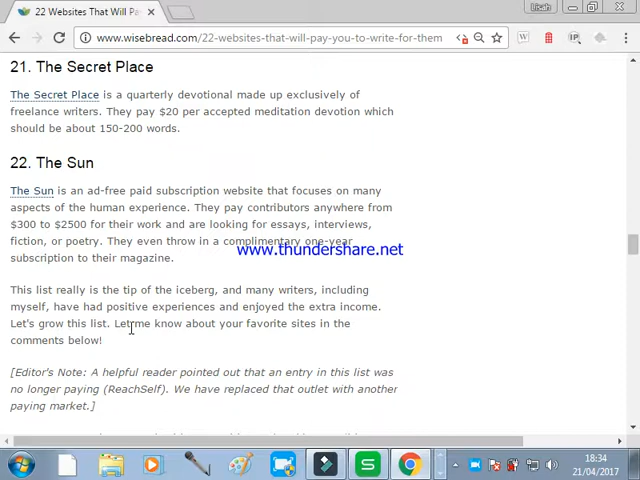 22 Websites That Will Pa
Lisah
www.wisebread.com/22-websites-that-will-pay-you-to-write-for-them
21. The Secret Place
The Secret Place is a quarterly devotional made up exclusively of
freelance writers. They pay $20 per accepted meditation devotion which
should be about 150-200 words.
22. The Sun
The Sun is an ad-free paid subscription website that focuses on many
aspects of the human experience. They pay contributors anywhere from
$300 to $2500 for their work and are looking for essays, interviews,
fiction, or poetry. They even throw in a complimentary one-year
www.thundershare.net
subscription to their magazine.
This list really is the tip of the iceberg, and many writers, including
myself, have had positive experiences and enjoyed the extra income.
Let's grow this list. Let me know about your favorite sites in the
comments below!
[Editor's Note: A helpful reader pointed out that an entry in this list was
no longer paying (ReachSelf). We have replaced that outlet with another
paying market.]
18:34
21/04/2017